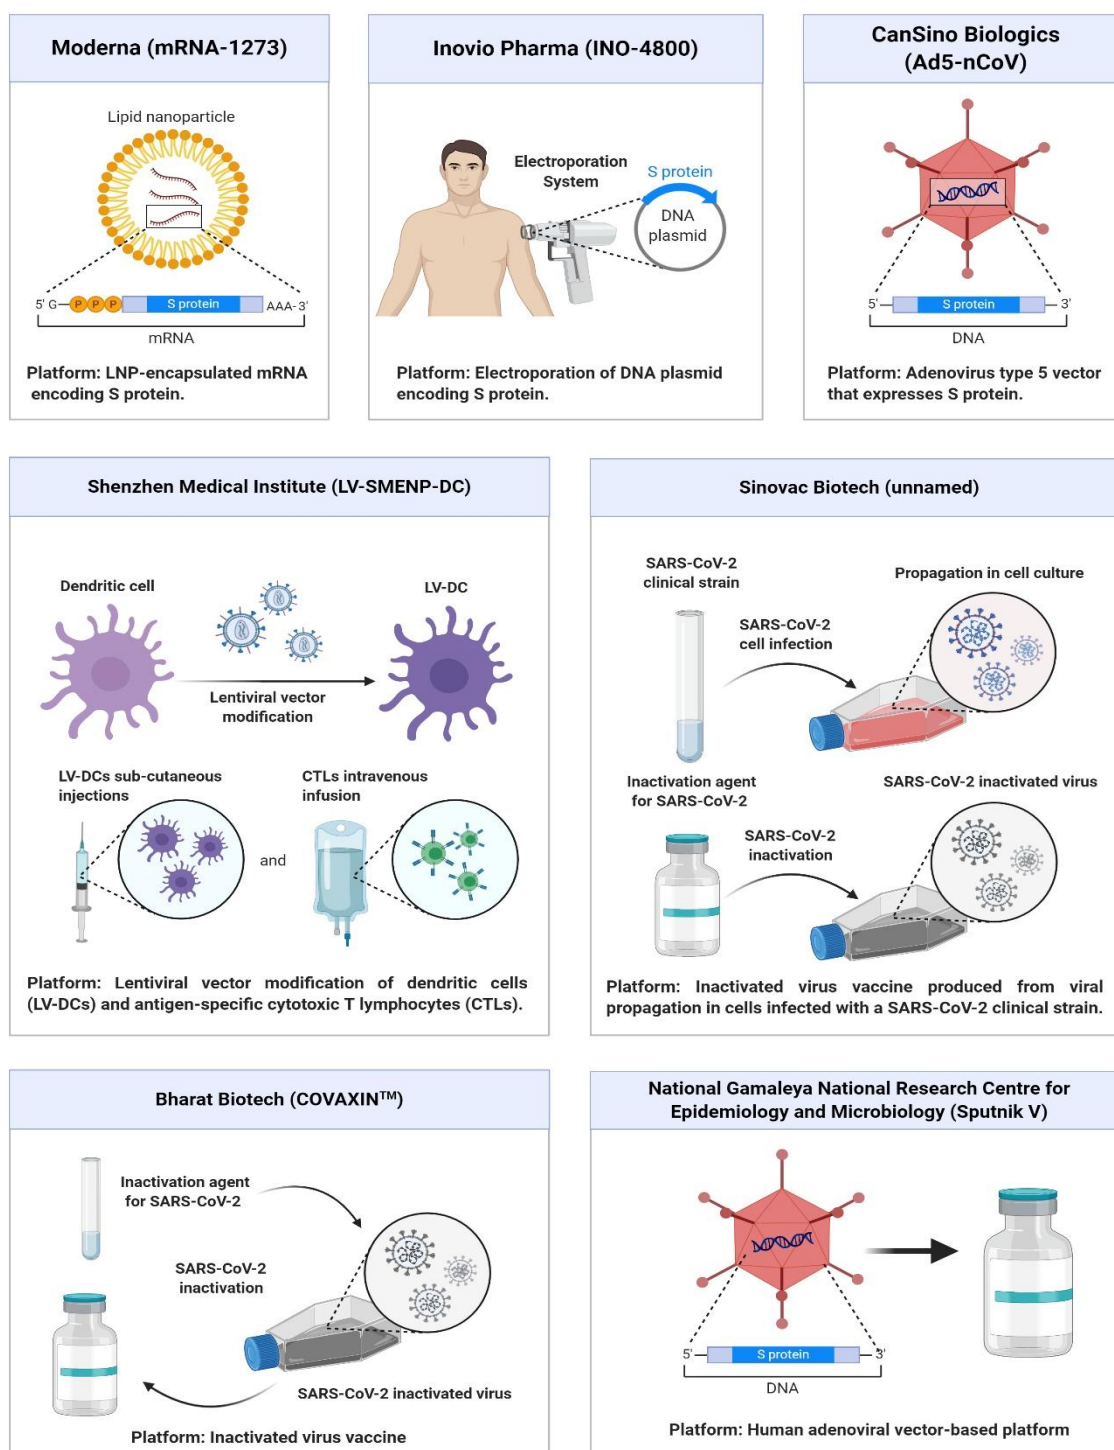 Moderna (mRNA-1273)
Lipid nanoparticle
5' G
P P P
S protein
AAA- 3'
mRNA
Platform: LNP-encapsulated mRNA
encoding S protein.
Inovio Pharma (INO-4800)
Electroporation
System
S protein
DNA
plasmid
Platform: Electroporation of DNA plasmid
encoding S protein.
CanSino Biologics
(Ad5-nCoV)
5'
S protein
3'
DNA
Platform: Adenovirus type 5 vector
that expresses S protein.
Shenzhen Medical Institute (LV-SMENP-DC)
Dendritic cell
LV-DC
Lentiviral vector
modification
LV-DCs sub-cutaneous
injections
and
CTLs intravenous
infusion
Platform: Lentiviral vector modification of dendritic cells
(LV-DCs) and antigen-specific cytotoxic T lymphocytes (CTLs).
Sinovac Biotech (unnamed)
SARS-CoV-2
clinical strain
SARS-CoV-2
cell infection
Propagation in cell culture
Inactivation agent
for SARS-CoV-2
SARS-CoV-2
inactivation
SARS-CoV-2 inactivated virus
Platform: Inactivated virus vaccine produced from viral
propagation in cells infected with a SARS-CoV-2 clinical strain.
Bharat Biotech (COVAXIN™)
Inactivation agent
for SARS-CoV-2
SARS-CoV-2
inactivation
SARS-CoV-2 inactivated virus
Platform: Inactivated virus vaccine
National Gamaleya National Research Centre for
Epidemiology and Microbiology (Sputnik V)
5'
S protein
3'
DNA
Platform: Human adenoviral vector-based platform